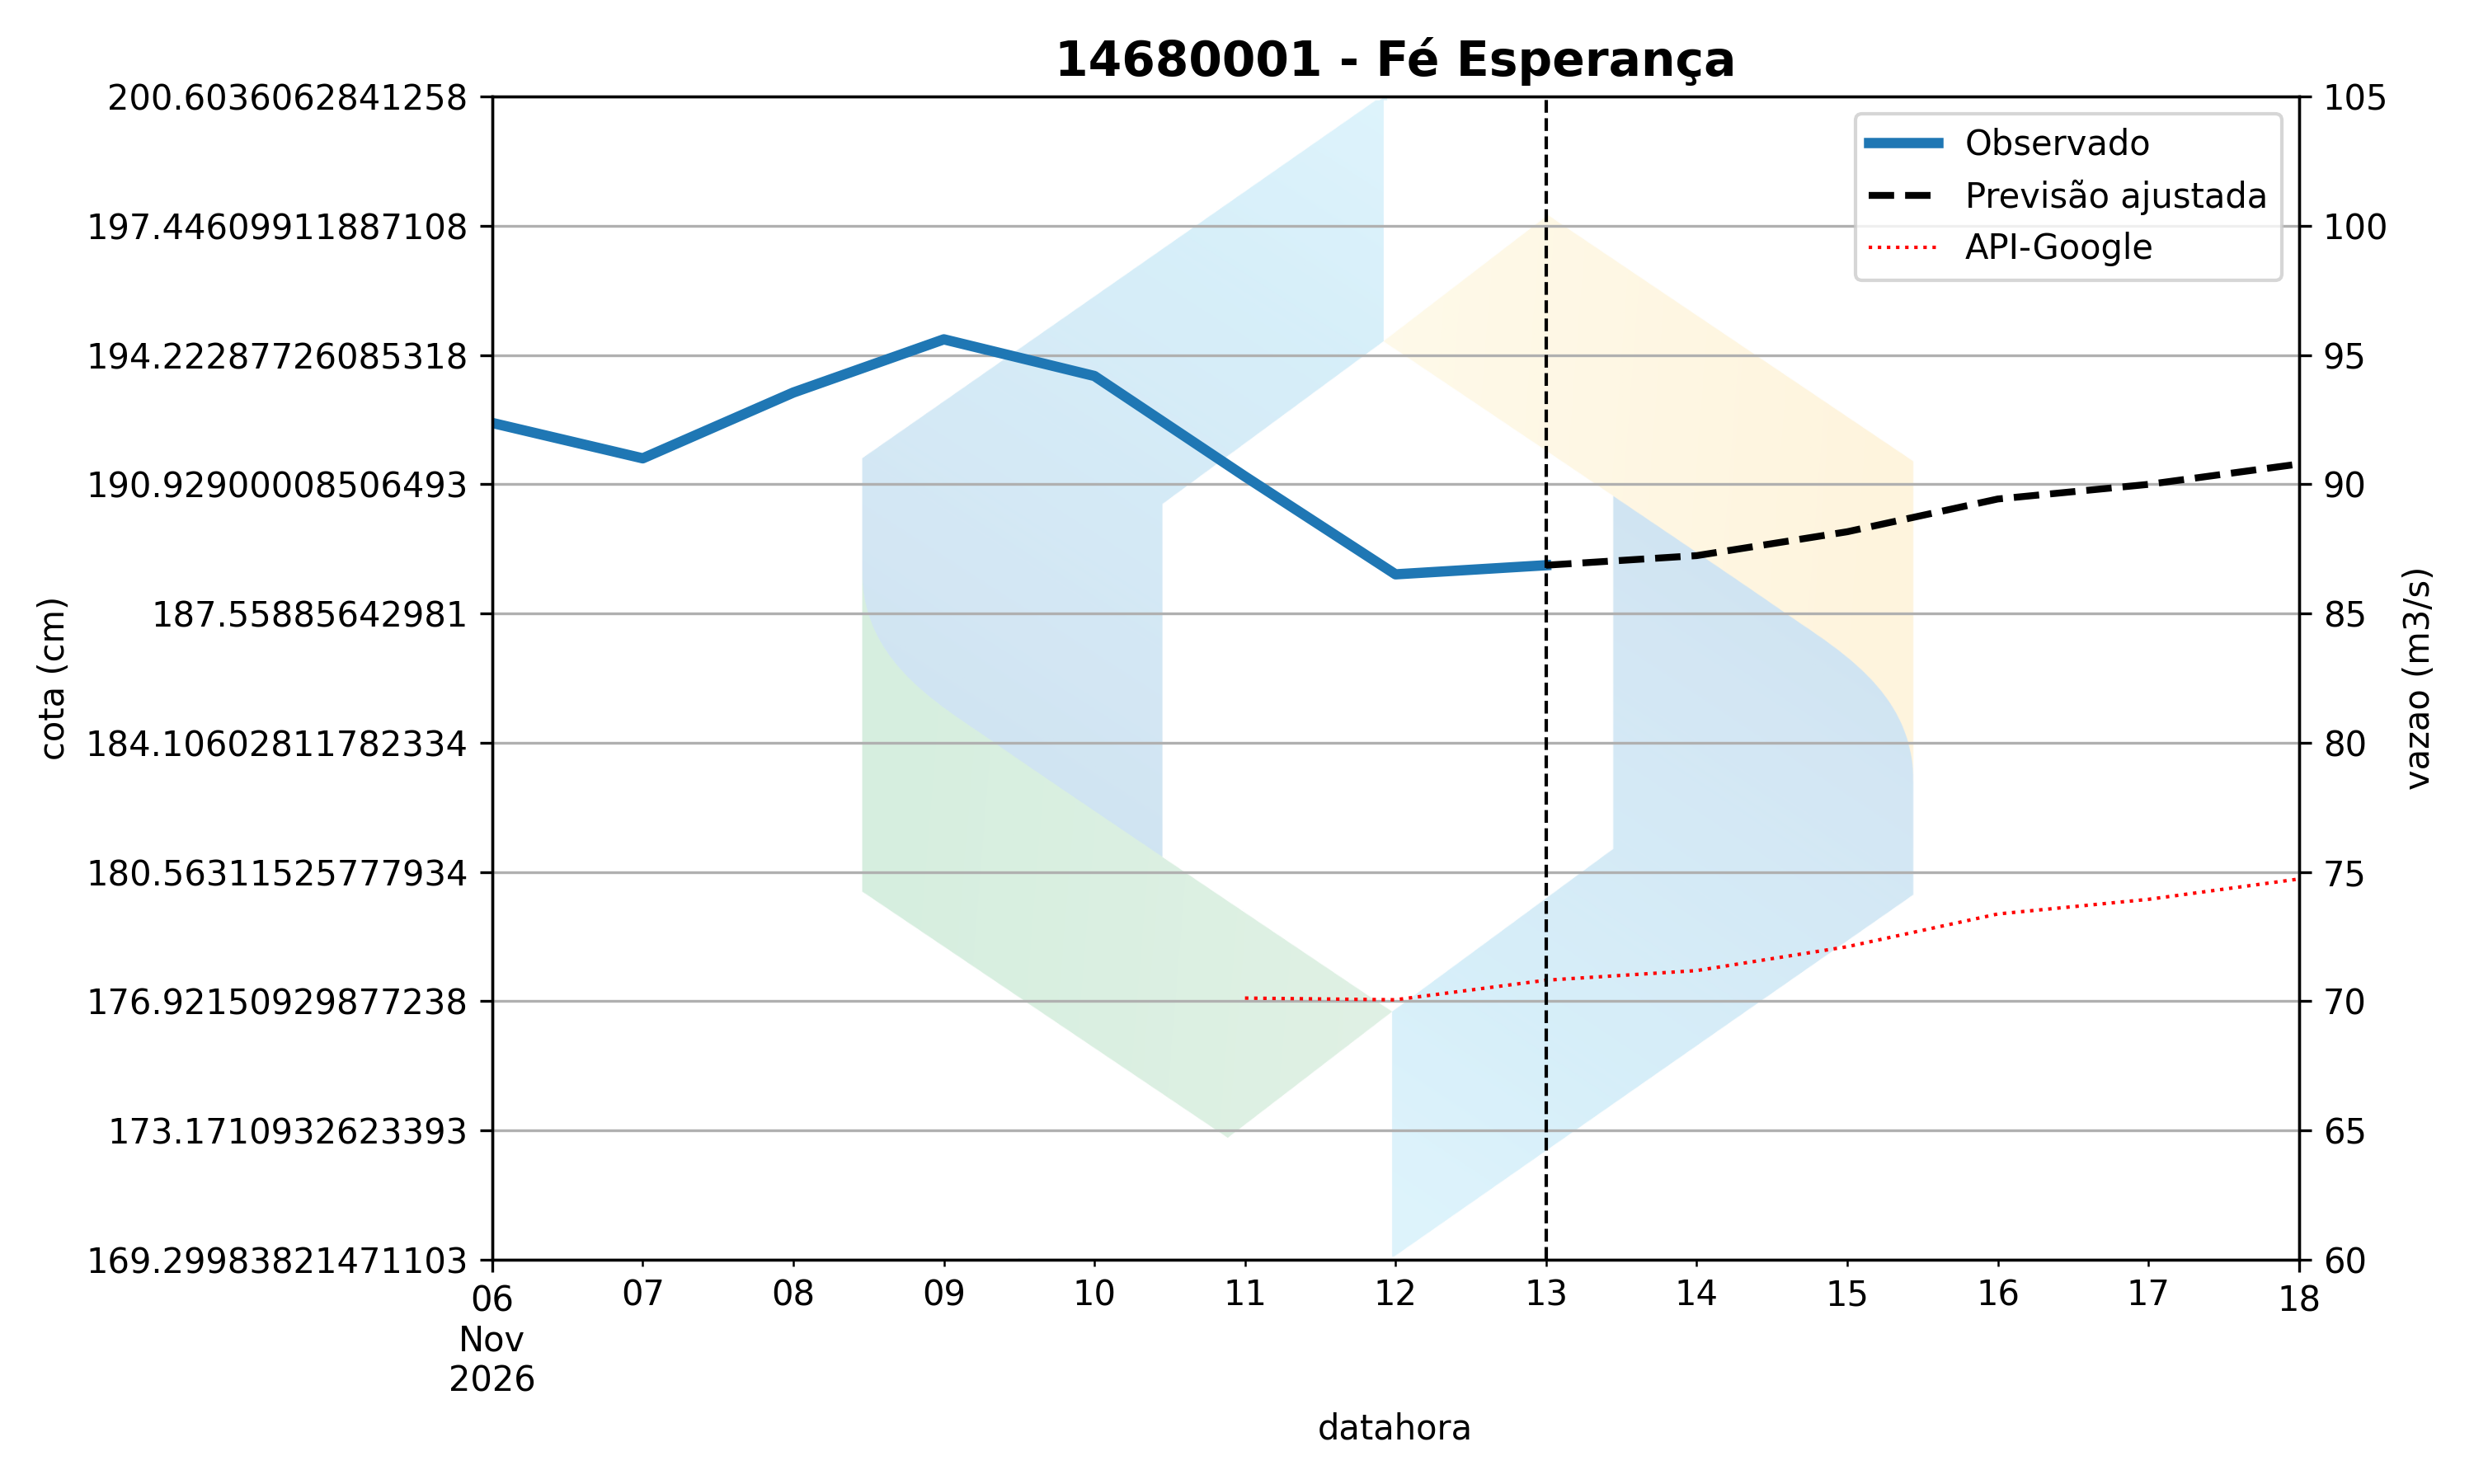 14680001 - Fé Esperança
200.6036062841258
197.44609911887108
194.22287726085318
190.92900008506493
187.55885642981
184.10602811782334
180.56311525777934
176.92150929877238
173.1710932623393
169.29983821471103
cota (cm)
105
100
95
90
85
80
75
70
65
60
vazao (m3/s)
Observado
Previsão ajustada
API-Google
06 07 08 09 10 11 12 13 14 15 16 17 18
Nov
2026
datahora